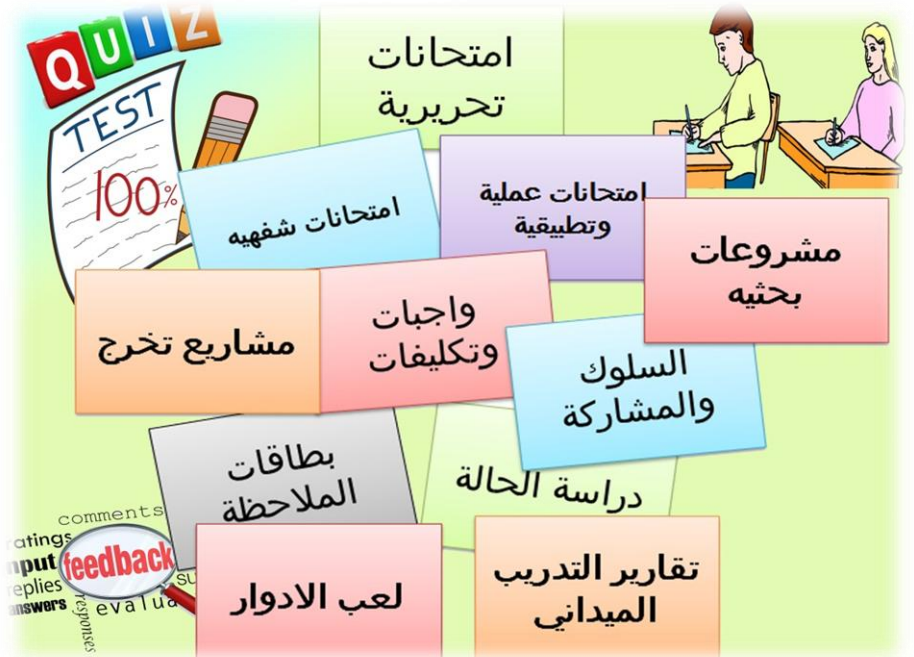 QUIZ
TEST
100%
امتحانات
تحريرية
امتحانات شفهيه
امتحانات عملية
وتطبيقية
مشروعات
بحثيه
مشاريع تخرج
واجبات
وتكليفات
السلوك
والمشاركة
بطاقات
الملاحظة
دراسة الحالة
لعب الادوار
تقارير التدريب
الميداني
comments
ratings
input
feedback
replies
answers
responses